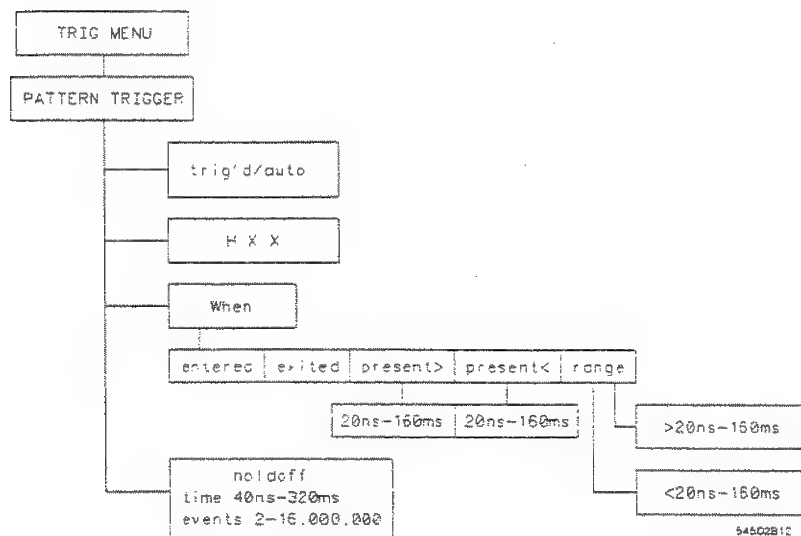 TRIG MENU
PATTERN TRIGGER
trig'd/auto
H X X
When
entered exited present> present< range
20ns-160ms 20ns-160ms >20ns-160ms
holdoff
time 40ns-320ms <20ns-160ms
events 2-16,000,000
54502B12